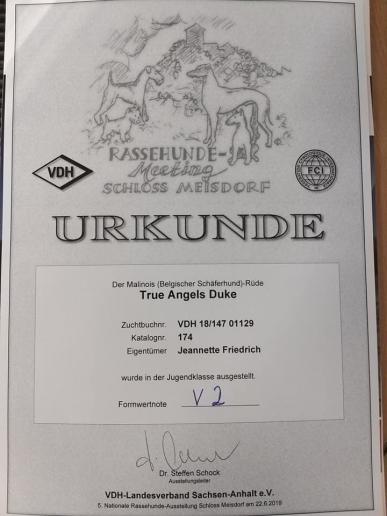 RASSEHUNDE-
Meeting
SCHLOSS MEISDORF
VDH
FCI
URKUNDE
Der Malinois (Belgischer Schäferhund)-Rüde
True Angels Duke
Zuchtbuchnr. VDH 18/147 01129
Katalognr. 174
Eigentümer Jeannette Friedrich
wurde in der Jugendklasse ausgestellt.
Formwertnote V 2
Dr. Steffen Schock
Ausstellungsleiter
VDH-Landesverband Sachsen-Anhalt e.V.
5. Nationale Rassehunde-Ausstellung Schloss Meisdorf am 22.6.2019